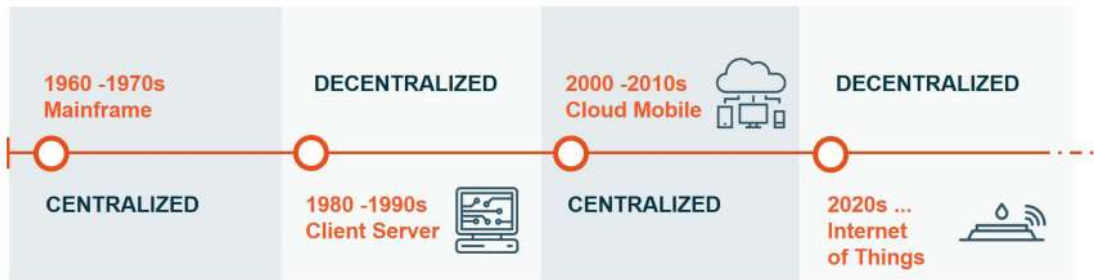 1960 -1970s
Mainframe
CENTRALIZED
DECENTRALIZED
1980 -1990s
Client Server
2000 -2010s
Cloud Mobile
CENTRALIZED
DECENTRALIZED
2020s ...
Internet
of Things